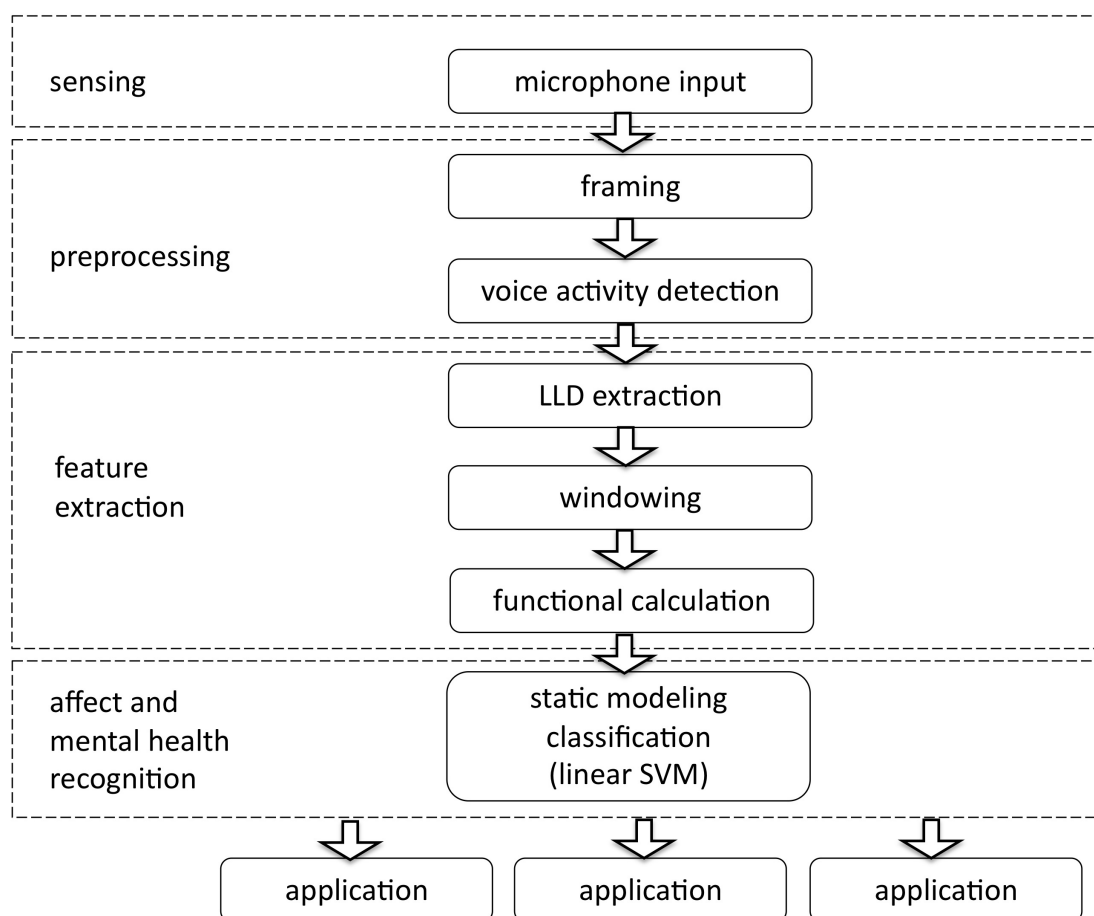 sensing
microphone input
preprocessing
framing
voice activity detection
feature
extraction
LLD extraction
windowing
functional calculation
affect and
mental health
recognition
static modeling
classification
(linear SVM)
application
application
application